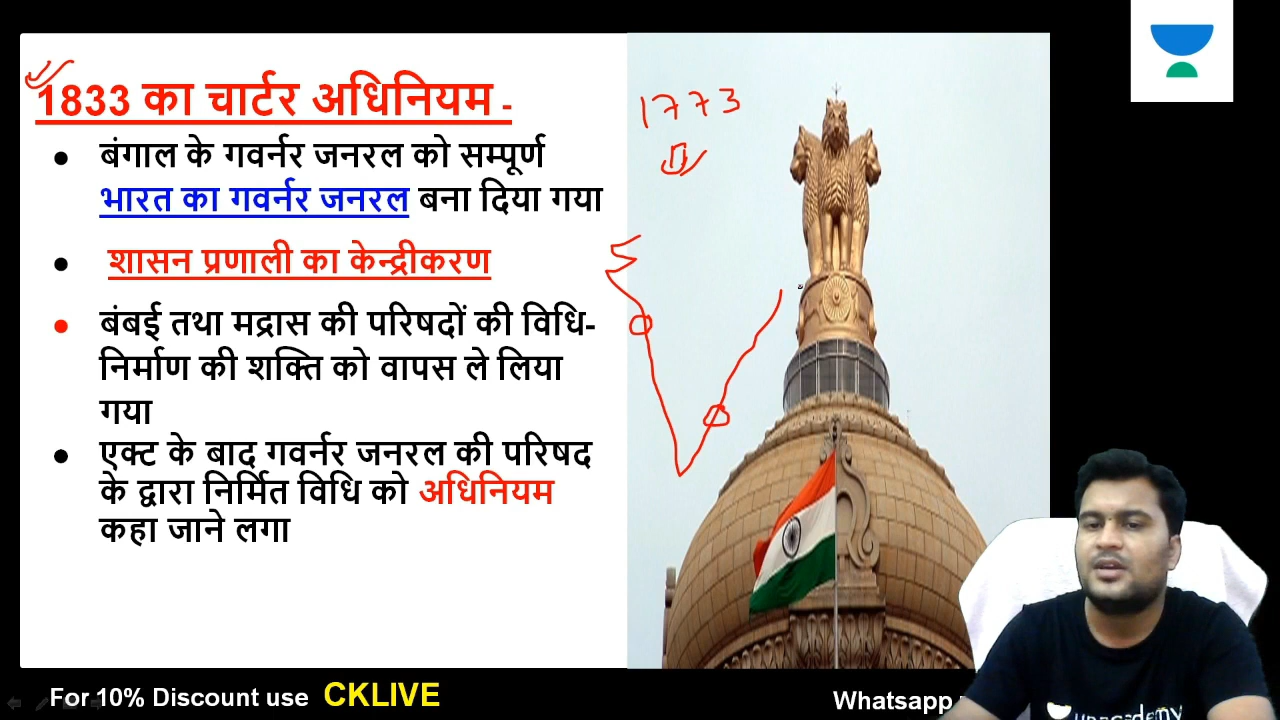 1833 का चार्टर अधिनियम -
1773
• बंगाल के गवर्नर जनरल को सम्पूर्ण
भारत का गवर्नर जनरल बना दिया गया
• शासन प्रणाली का केन्द्रीकरण
• बंबई तथा मद्रास की परिषदों की विधि-
निर्माण की शक्ति को वापस ले लिया
गया
• एक्ट के बाद गवर्नर जनरल की परिषद
के द्वारा निर्मित विधि को अधिनियम
कहा जाने लगा
For 10% Discount use CKLIVE
Whatsapp